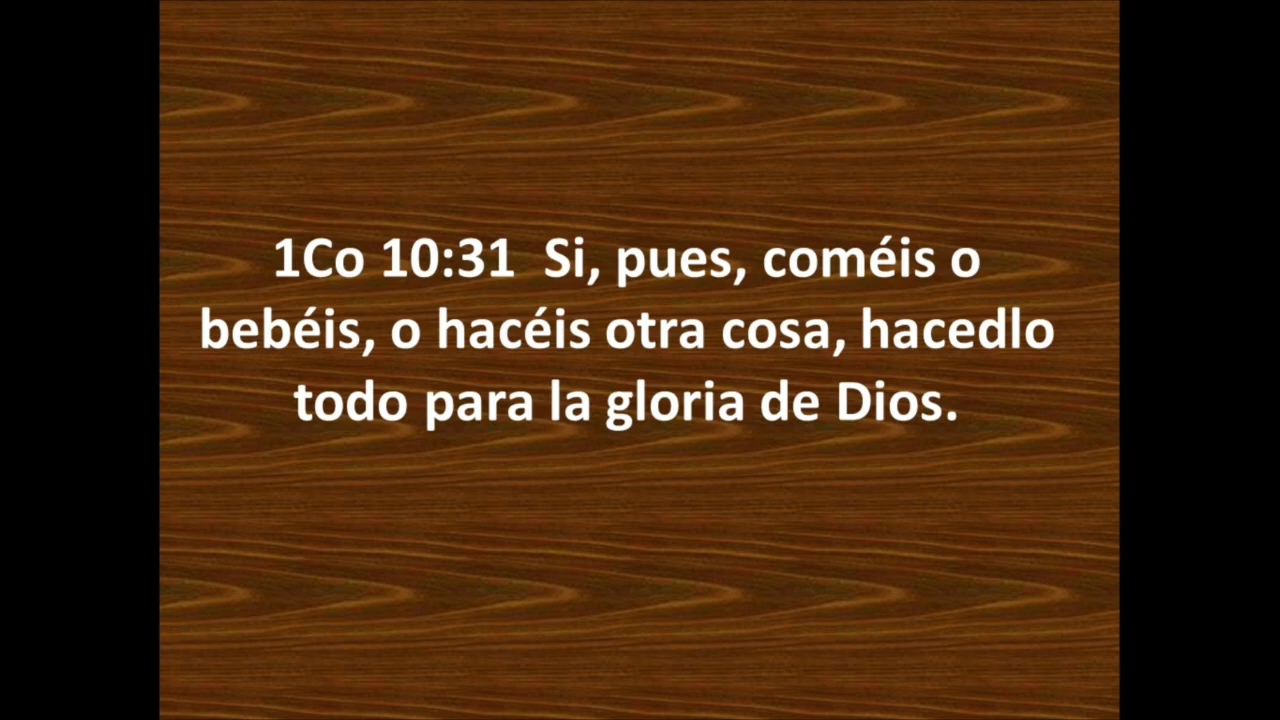 1Co 10:31  Si, pues, coméis o
bebéis, o hacéis otra cosa, hacedlo
todo para la gloria de Dios.